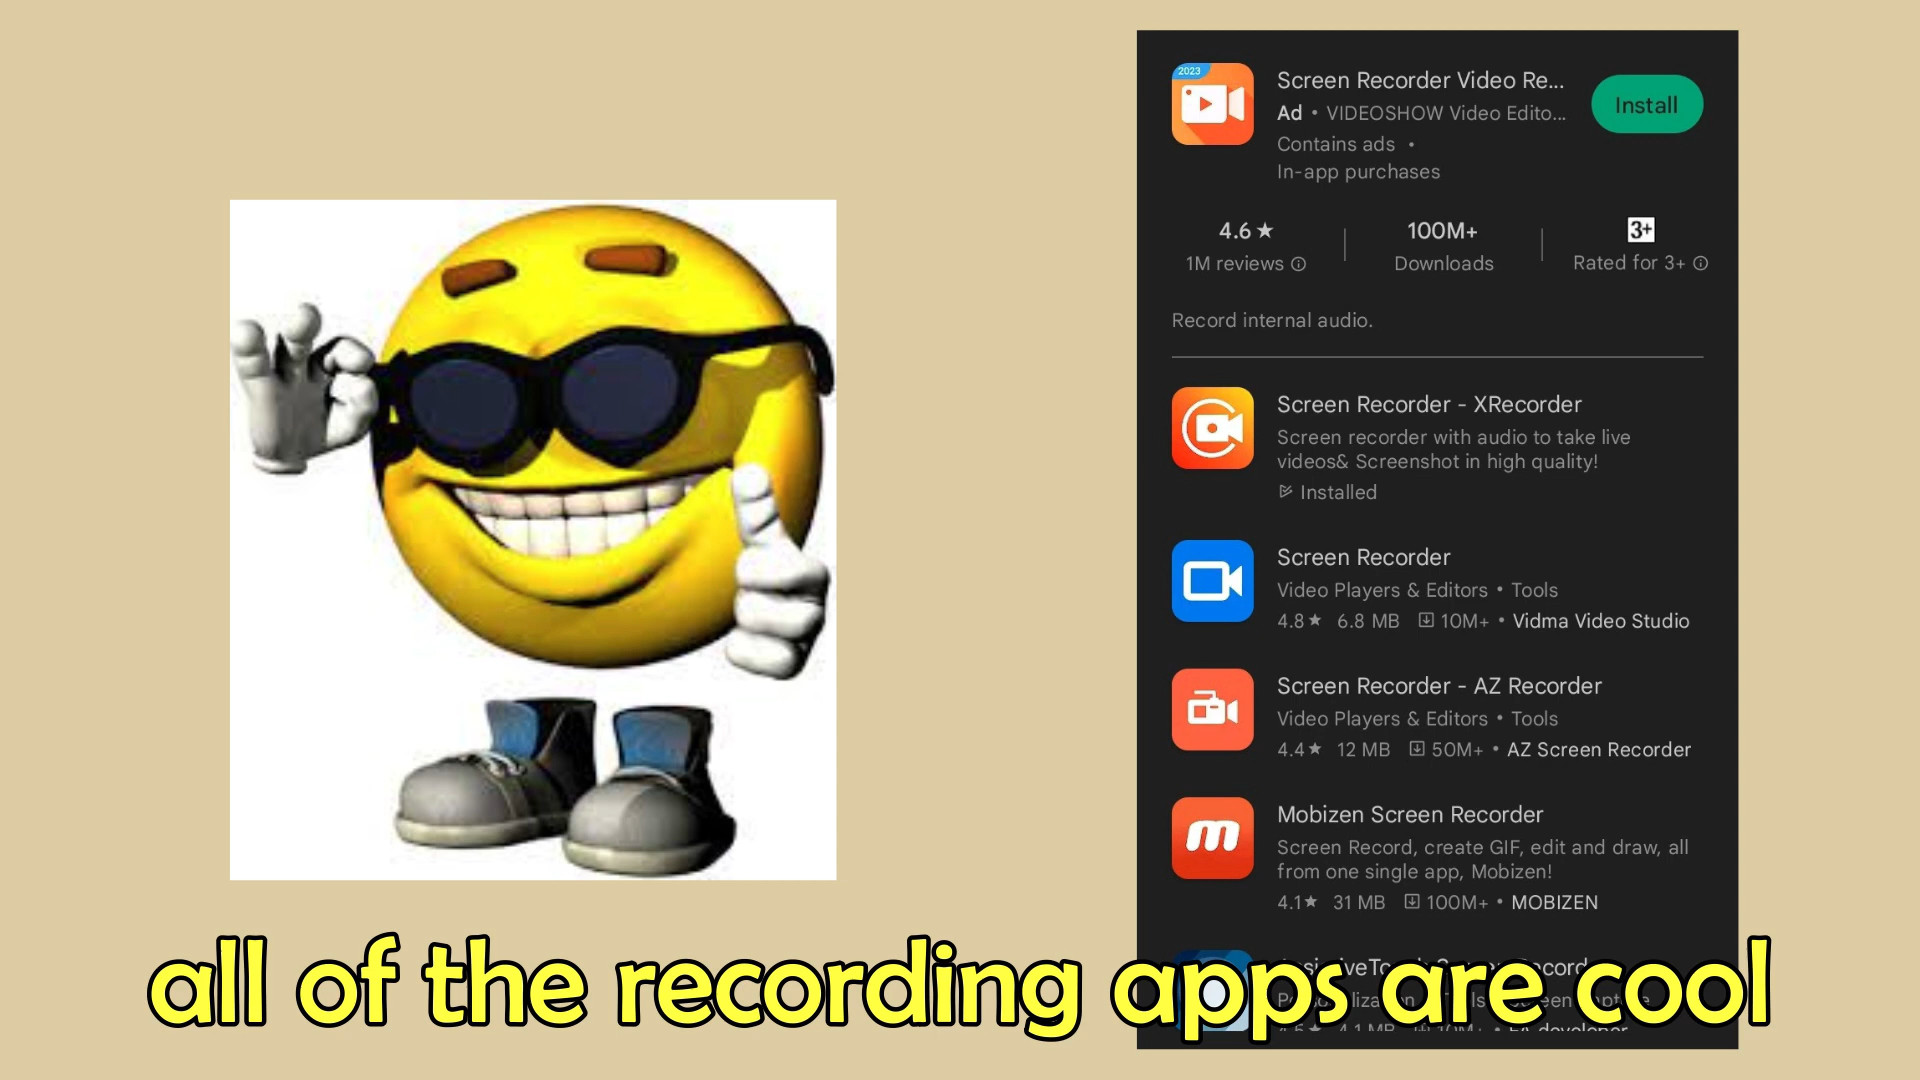 2023
Screen Recorder Video Re...
Ad • VIDEOSHOW Video Edito...
Contains ads •
In-app purchases
Install
4.6★
1M reviews
100M+
Downloads
3+
Rated for 3+
Record internal audio.
Screen Recorder - XRecorder
Screen recorder with audio to take live
videos& Screenshot in high quality!
Installed
Screen Recorder
Video Players & Editors • Tools
4.8★ 6.8 MB 10M+ • Vidma Video Studio
Screen Recorder - AZ Recorder
Video Players & Editors • Tools
4.4★ 12 MB 50M+ • AZ Screen Recorder
m
Mobizen Screen Recorder
Screen Record, create GIF, edit and draw, all
from one single app, Mobizen!
4.1★ 31 MB 100M+ • MOBIZEN
all of the recording apps are cool